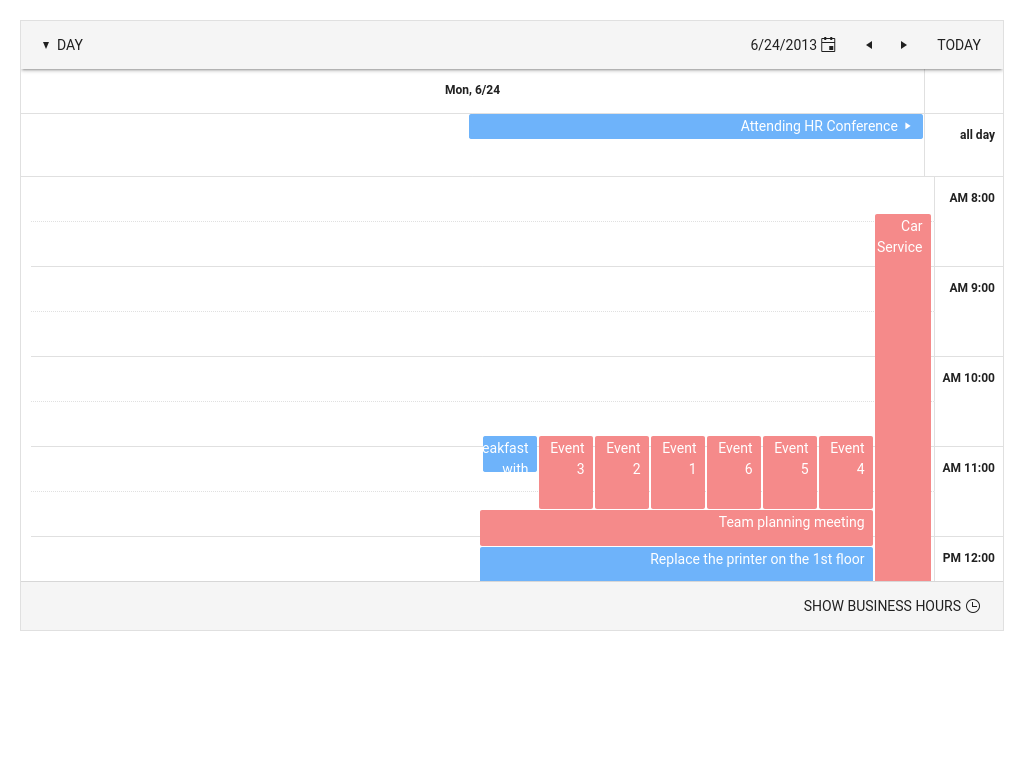 DAY
6/24/2013
TODAY
Mon, 6/24
Attending HR Conference
all day
AM 8:00
Car
Service
AM 9:00
AM 10:00
eakfast
with
Event
3
Event
2
Event
1
Event
6
Event
5
Event
4
AM 11:00
Team planning meeting
Replace the printer on the 1st floor
PM 12:00
SHOW BUSINESS HOURS